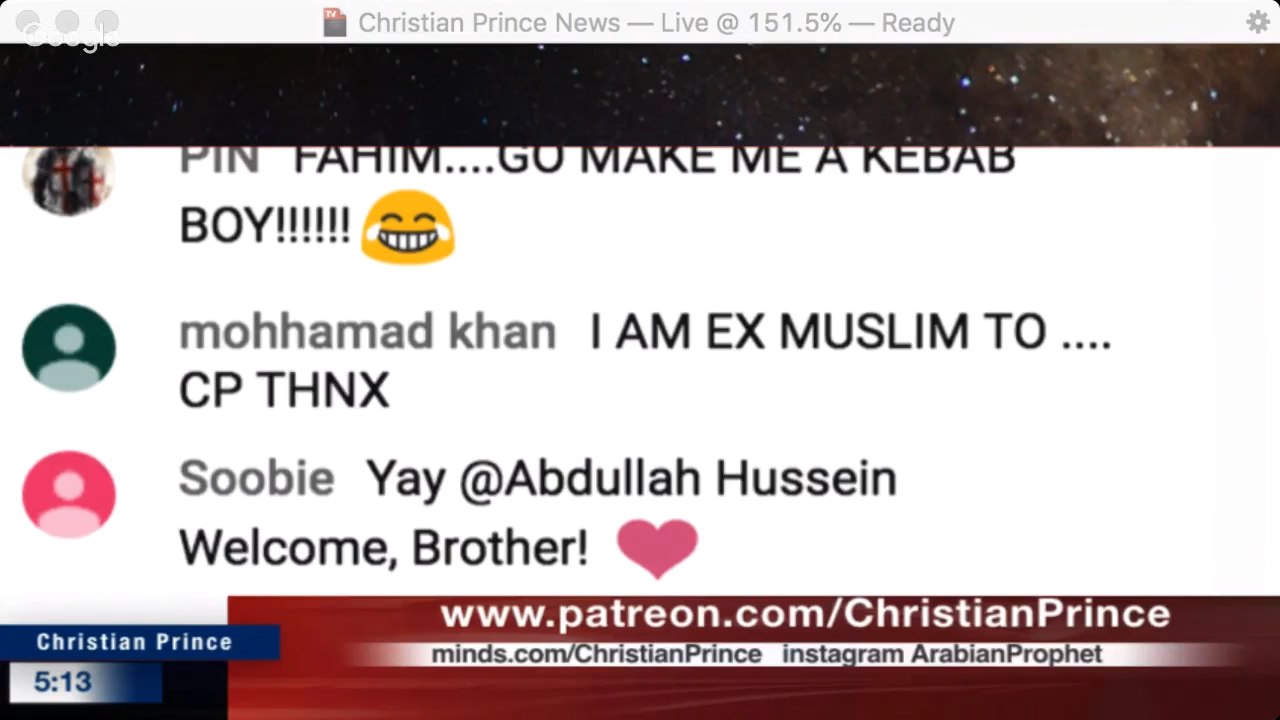 Christian Prince News — Live @ 151.5% — Ready
Google
PIN FAHIM....GO MAKE ME A KEBAB
BOY!!!!!! 😂
mohhamad khan I AM EX MUSLIM TO ....
CP THNX
Soobie Yay @Abdullah Hussein
Welcome, Brother! ❤
www.patreon.com/ChristianPrince
Christian Prince
minds.com/ChristianPrince instagram ArabianProphet
5:13